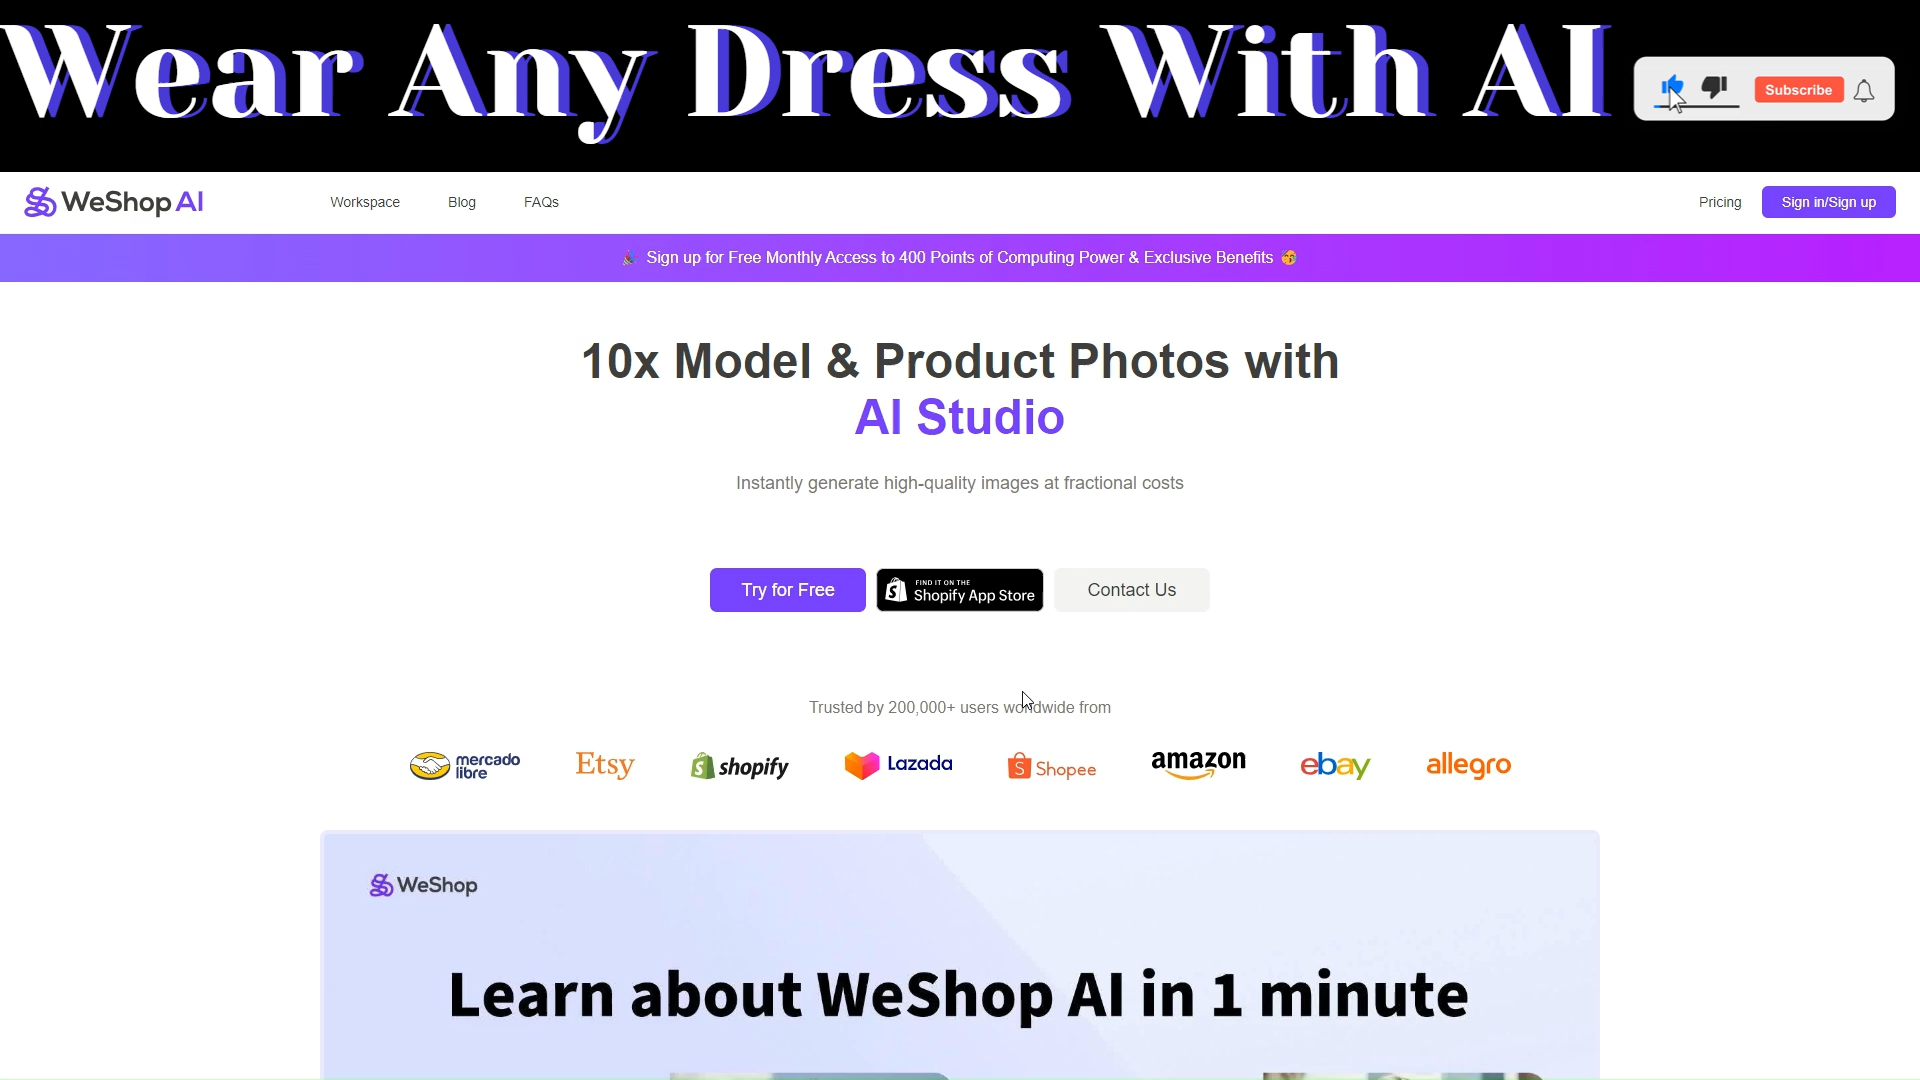 Wear Any Dress With AI
Subscribe
WeShop AI
Workspace
Blog
FAQs
Pricing
Sign in/Sign up
🎉 Sign up for Free Monthly Access to 400 Points of Computing Power & Exclusive Benefits 🥳
10x Model & Product Photos with
AI Studio
Instantly generate high-quality images at fractional costs
Try for Free
FIND IT ON THE
Shopify App Store
Contact Us
Trusted by 200,000+ users worldwide from
mercado
libre
Etsy
shopify
Lazada
Shopee
amazon
ebay
allegro
WeShop
Learn about WeShop AI in 1 minute